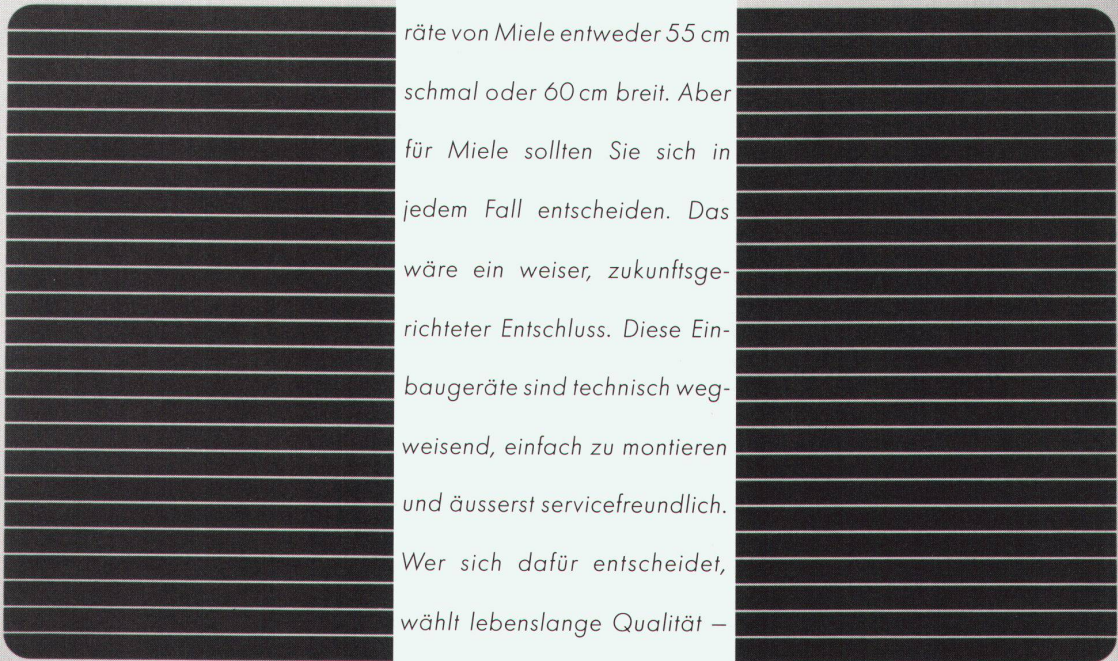 räte von Miele entweder 55 cm
schmal oder 60 cm breit. Aber
für Miele sollten Sie sich in
jedem Fall entscheiden. Das
wäre ein weiser, zukunftsge-
richteter Entschluss. Diese Ein-
baugeräte sind technisch weg-
weisend, einfach zu montieren
und äusserst servicefreundlich.
Wer sich dafür entscheidet,
wählt lebenslange Qualität –